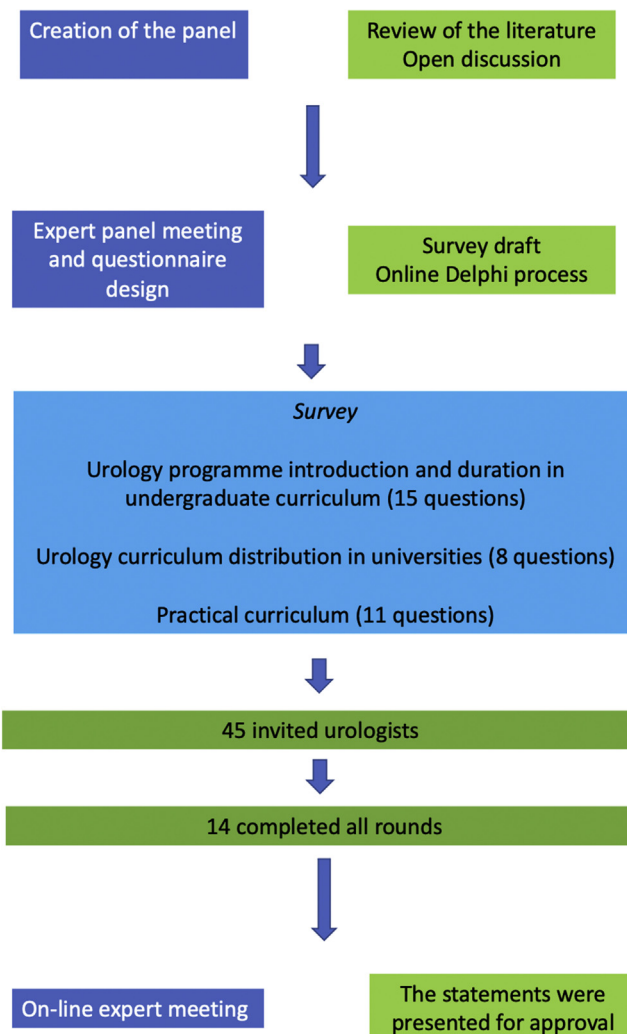 Creation of the panel
Review of the literature
Open discussion
Expert panel meeting
and questionnaire
design
Survey draft
Online Delphi process
Survey
Urology programme introduction and duration in
undergraduate curriculum (15 questions)
Urology curriculum distribution in universities (8 questions)
Practical curriculum (11 questions)
45 invited urologists
14 completed all rounds
On-line expert meeting
The statements were
presented for approval